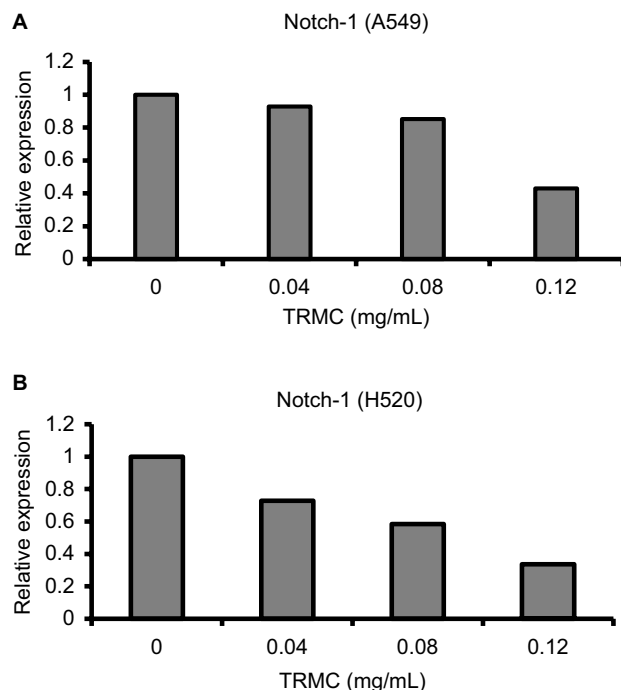 A
Notch-1 (A549)
Relative expression
1.2
1
0.8
0.6
0.4
0.2
0
0 0.04 0.08 0.12
TRMC (mg/mL)
B
Notch-1 (H520)
Relative expression
1.2
1
0.8
0.6
0.4
0.2
0
0 0.04 0.08 0.12
TRMC (mg/mL)